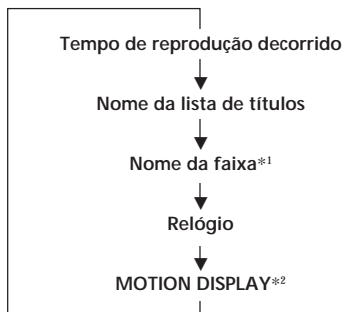 Tempo de reprodução decorrido
Nome da lista de títulos
Nome da faixa*1
Relógio
MOTION DISPLAY*2